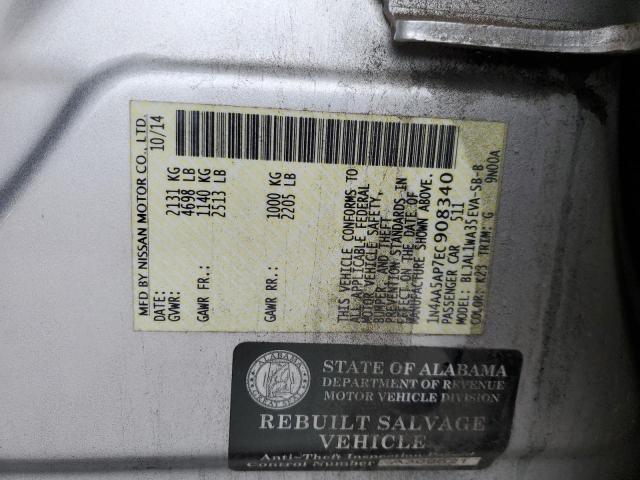 MFD BY NISSAN MOTOR CO., LTD.
DATE: 10/14
GVWR: 2131 KG
4698 LB
GAWR FR.: 1140 KG
2513 LB
GAWR RR.: 1000 KG
2205 LB
THIS VEHICLE CONFORMS TO
ALL APPLICABLE FEDERAL
MOTOR VEHICLE SAFETY,
BUMPER AND THEFT
PREVENTION STANDARDS IN
EFFECT ON THE DATE OF
MANUFACTURE SHOWN ABOVE.
1N4AA5AP7EC908340
PASSENGER CAR 511
MODEL: BLJAL1WA35EVA-SB-B
COLOR: K23 TRIM: G 9N00A
STATE OF ALABAMA
DEPARTMENT OF REVENUE
MOTOR VEHICLE DIVISION
ALABAMA
GREAT SEAL
REBUILT SALVAGE
VEHICLE
Anti-Theft Inspection
Control Number